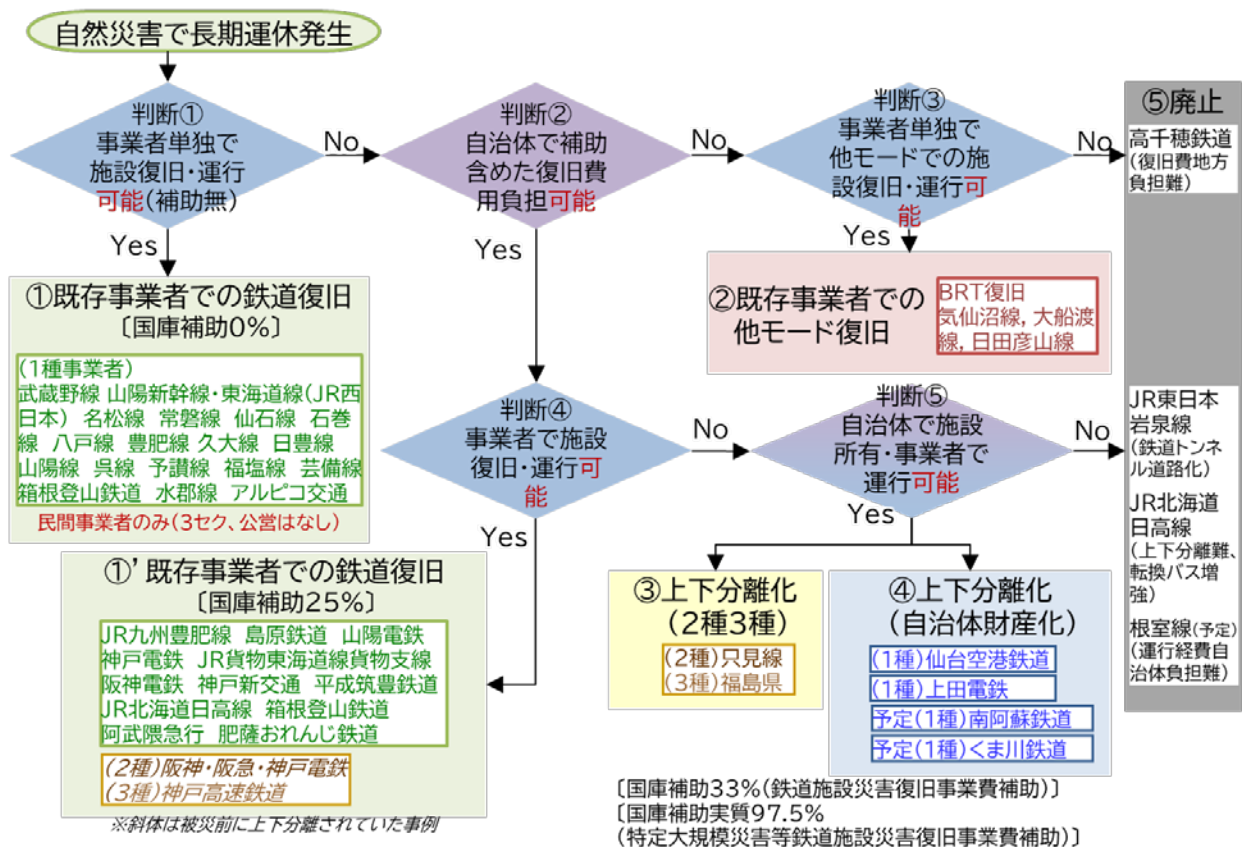 自然災害で長期運休発生
判断①
事業者単独で
施設復旧・運行
可能(補助無)
No
Yes
判断②
自治体で補助
含めた復旧費
用負担可能
No
Yes
判断③
事業者単独で
他モードでの施
設復旧・運行可
能
No
Yes
⑤廃止
高千穂鉄道
(復旧費地方
負担難)
①既存事業者での鉄道復旧
〔国庫補助0%〕
(1種事業者)
武蔵野線 山陽新幹線・東海道線(JR西
日本) 名松線 常磐線 仙石線 石巻
線 八戸線 豊肥線 久大線 日豊線
山陽線 呉線 予讃線 福塩線 芸備線
箱根登山鉄道 水郡線 アルピコ交通
民間事業者のみ(3セク、公営はなし)
②既存事業者での
他モード復旧
BRT復旧
気仙沼線, 大船渡
線, 日田彦山線
判断④
事業者で施設
復旧・運行可
能
No
Yes
判断⑤
自治体で施設
所有・事業者で
運行可能
No
Yes
JR東日本
岩泉線
(鉄道トンネ
ル道路化)
JR北海道
日高線
(上下分離難、
転換バス増
強)
根室線(予定)
(運行経費自
治体負担難)
①’既存事業者での鉄道復旧
〔国庫補助25%〕
JR九州豊肥線 島原鉄道 山陽電鉄
神戸電鉄 JR貨物東海道線貨物支線
阪神電鉄 神戸新交通 平成筑豊鉄道
JR北海道日高線 箱根登山鉄道
阿武隈急行 肥薩おれんじ鉄道
(2種)阪神・阪急・神戸電鉄
(3種)神戸高速鉄道
※斜体は被災前に上下分離されていた事例
③上下分離化
(2種3種)
(2種)只見線
(3種)福島県
④上下分離化
(自治体財産化)
(1種)仙台空港鉄道
(1種)上田電鉄
予定(1種)南阿蘇鉄道
予定(1種)くま川鉄道
〔国庫補助33%(鉄道施設災害復旧事業費補助)〕
〔国庫補助実質97.5%
(特定大規模災害等鉄道施設災害復旧事業費補助)〕